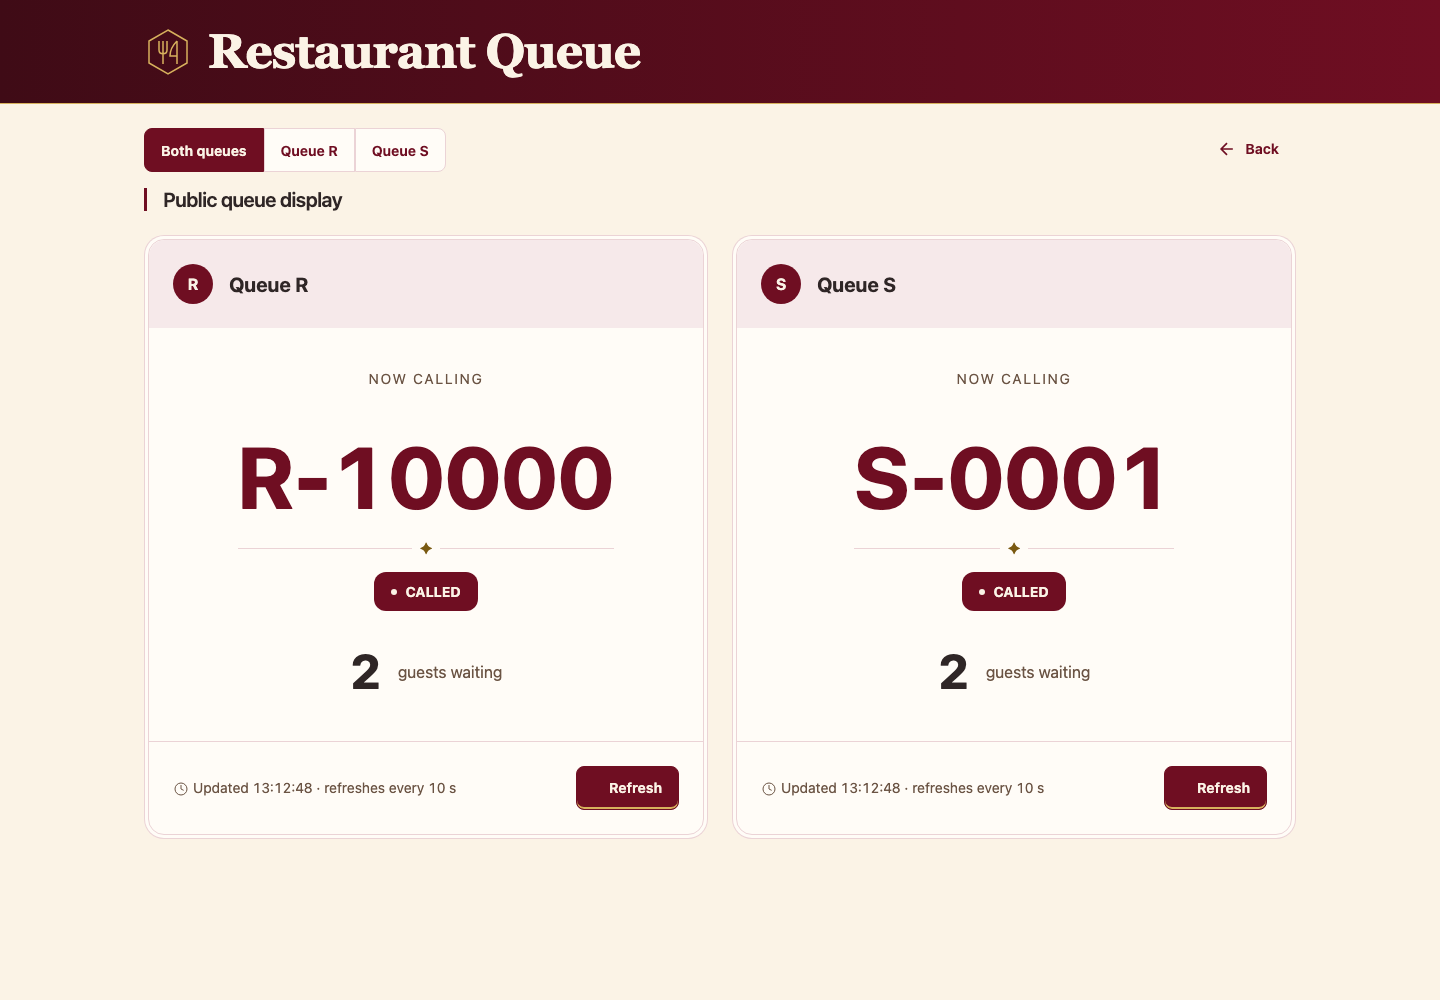 Restaurant Queue
Both queues
Queue R
Queue S
Back
Public queue display
R
Queue R
NOW CALLING
R-10000
CALLED
2 guests waiting
Updated 13:12:48 · refreshes every 10 s
Refresh
S
Queue S
NOW CALLING
S-0001
CALLED
2 guests waiting
Updated 13:12:48 · refreshes every 10 s
Refresh